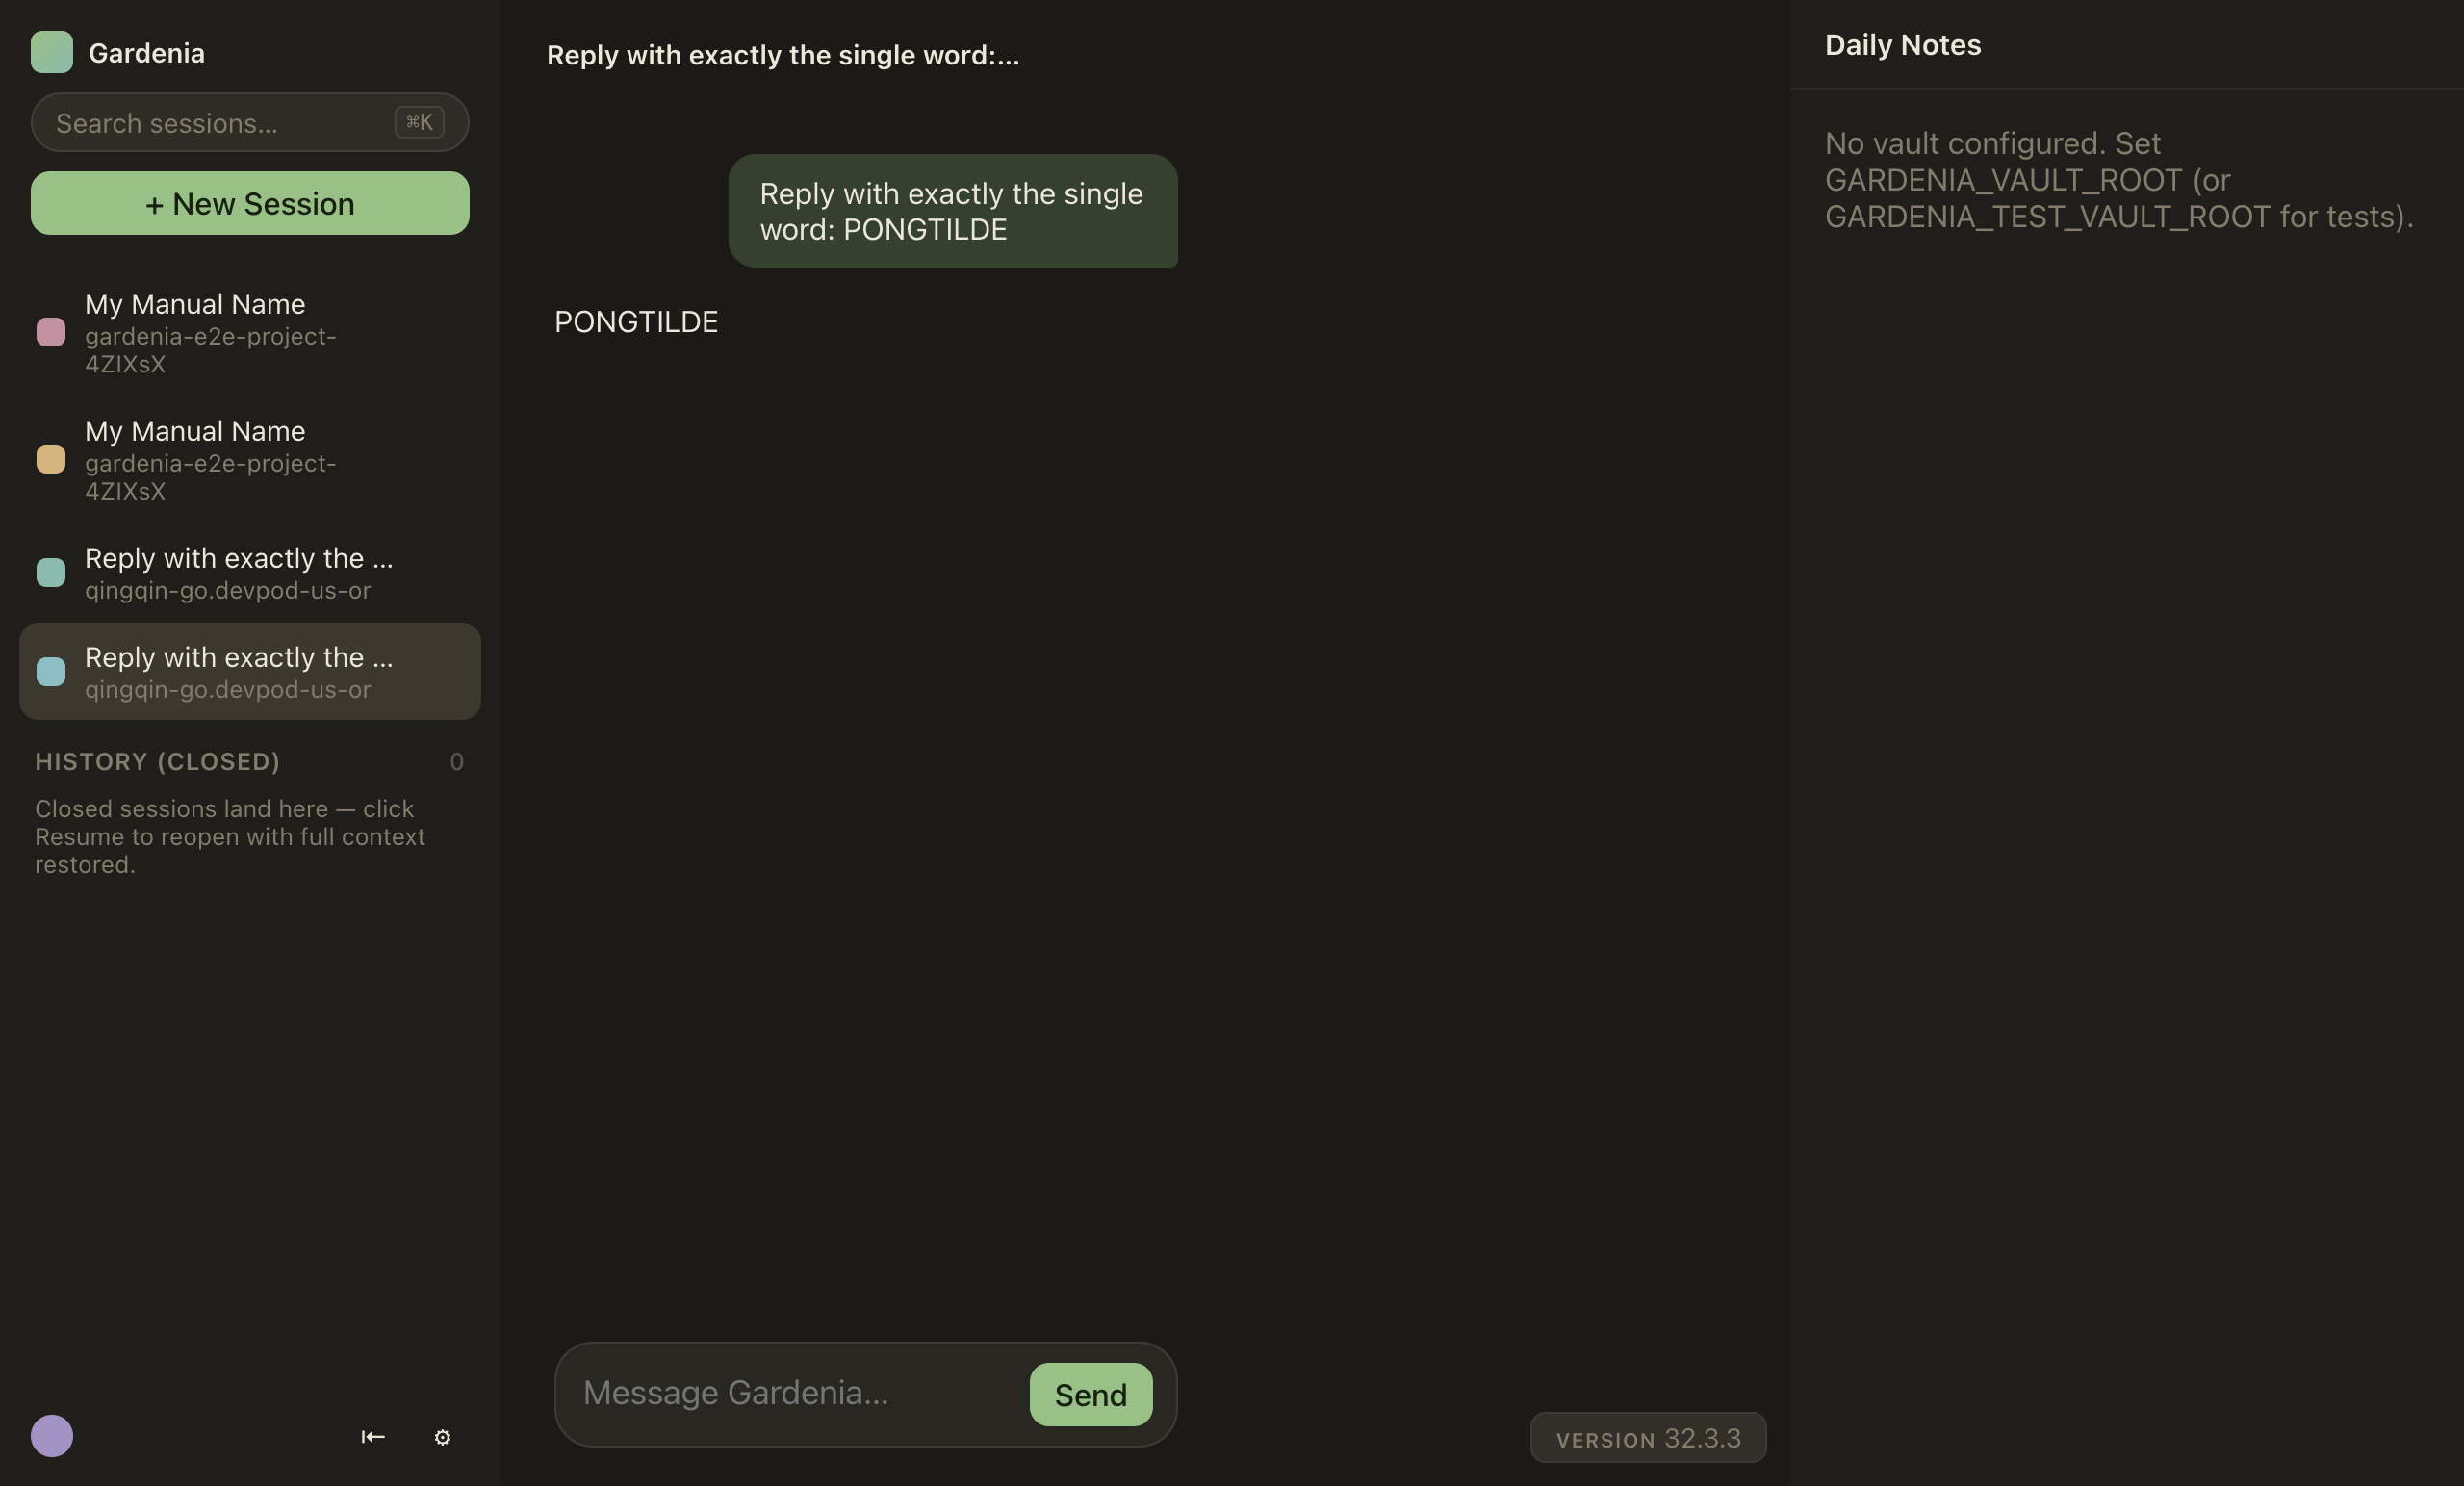 Gardenia
Search sessions...
⌘K
+ New Session
My Manual Name
gardenia-e2e-project-
4ZIXsX
My Manual Name
gardenia-e2e-project-
4ZIXsX
Reply with exactly the ...
qingqin-go.devpod-us-or
Reply with exactly the ...
qingqin-go.devpod-us-or
HISTORY (CLOSED) 0
Closed sessions land here — click
Resume to reopen with full context
restored.
Reply with exactly the single word:...
Reply with exactly the single
word: PONGTILDE
PONGTILDE
Message Gardenia...
Send
VERSION 32.3.3
Daily Notes
No vault configured. Set
GARDENIA_VAULT_ROOT (or
GARDENIA_TEST_VAULT_ROOT for tests).